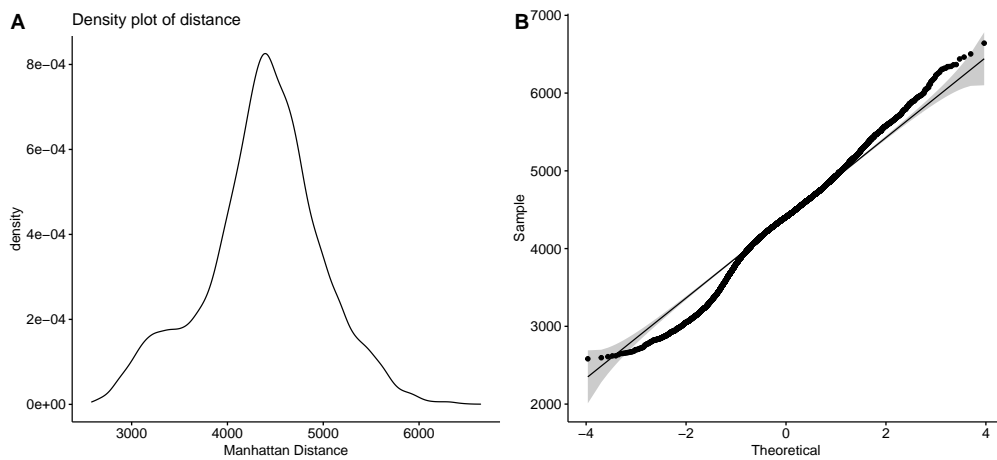 A
Density plot of distance
8e−04
6e−04
4e−04
2e−04
0e+00
density
3000 4000 5000 6000
Manhattan Distance
B
7000
6000
5000
4000
3000
2000
Sample
−4 −2 0 2 4
Theoretical